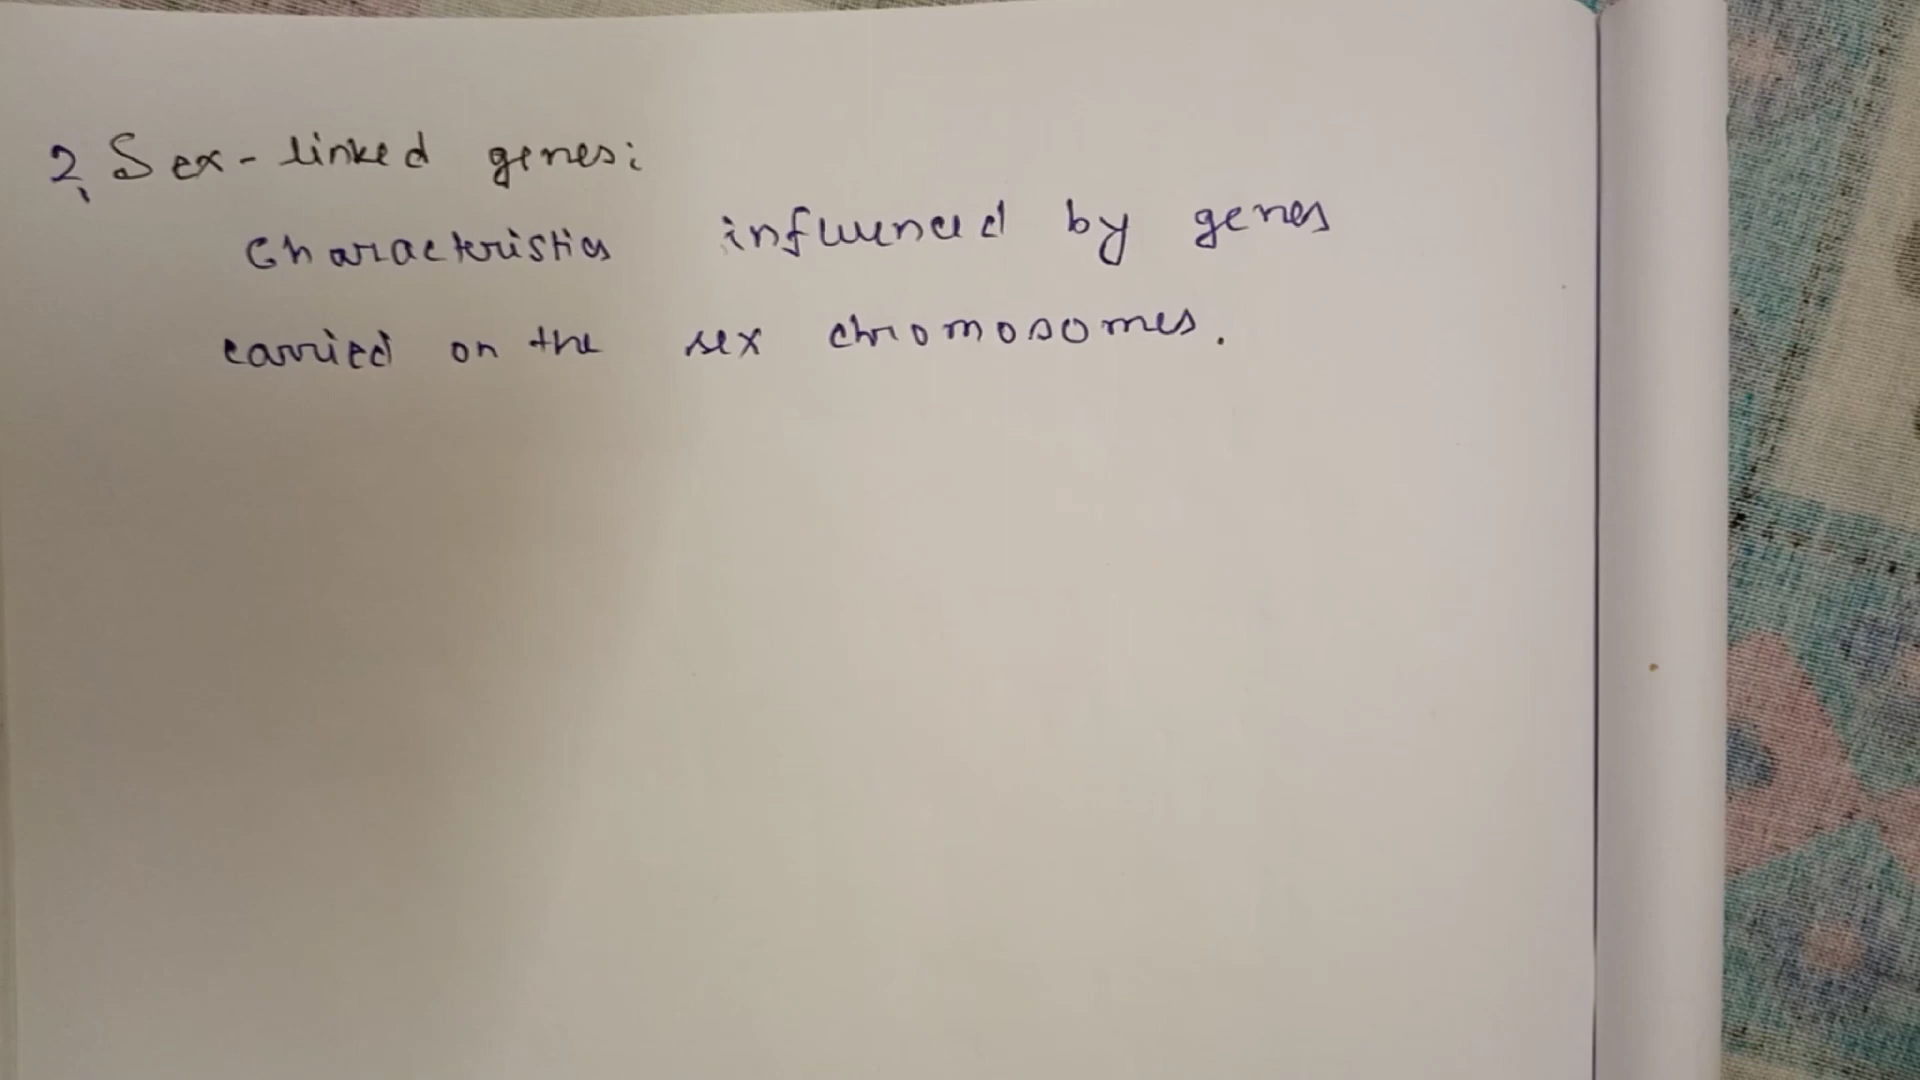 2. Sex-linked genes:
Characteristics influenced by genes
carried on the sex chromosomes.